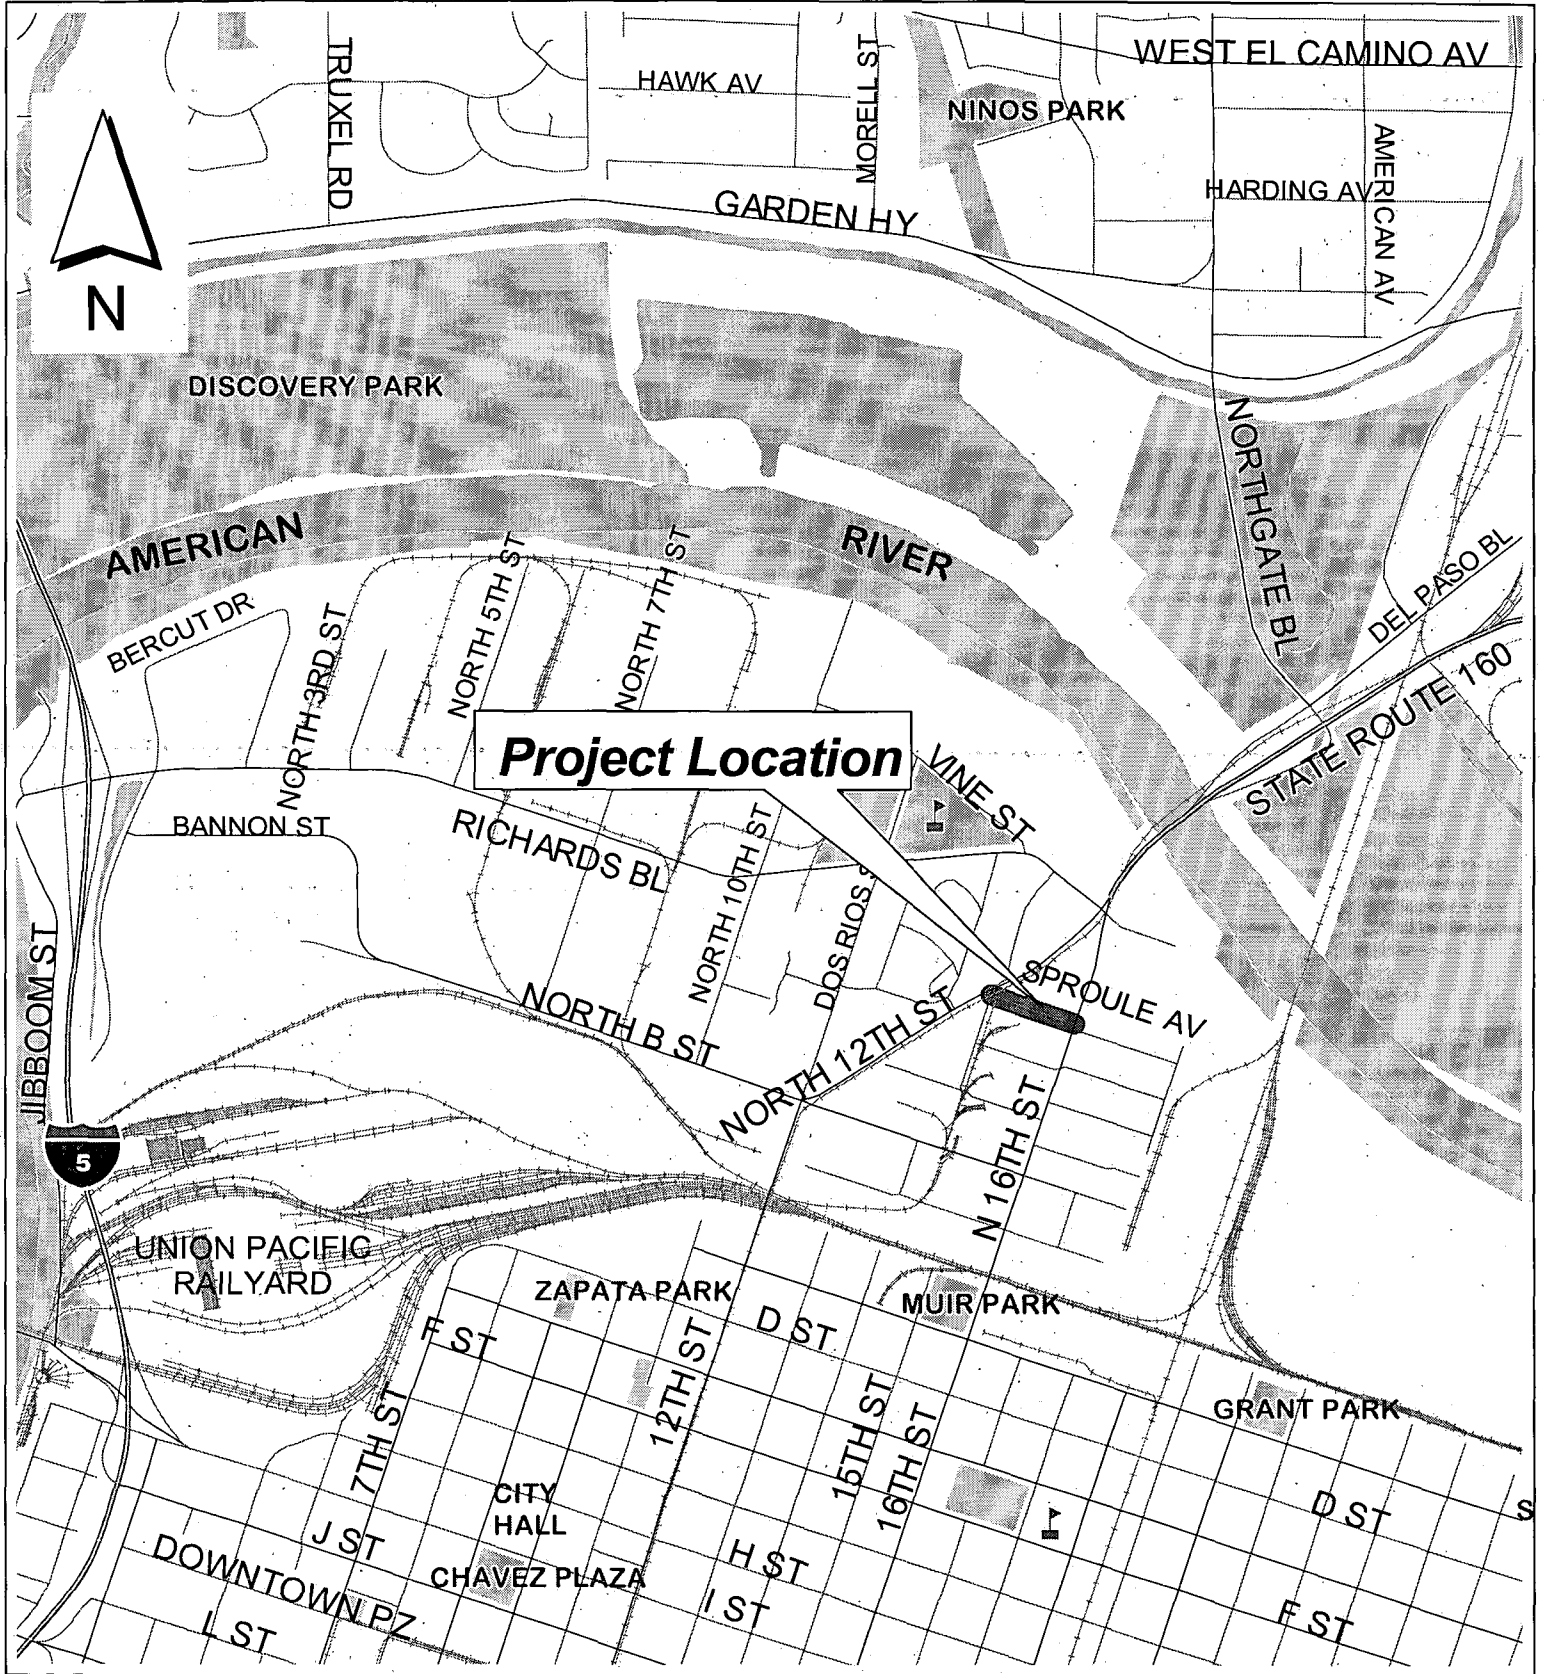 WEST EL CAMINO AV
TRUXEL RD
HAWK AV
MORELL ST
NINOS PARK
AMERICAN AV
HARDING AV
GARDEN HY
N
DISCOVERY PARK
NORTHGATE BL
AMERICAN
RIVER
DEL PASO BL
BERCUT DR
NORTH 3RD ST
NORTH 5TH ST
NORTH 7TH ST
STATE ROUTE 160
Project Location
VINE ST
BANNON ST
RICHARDS BL
NORTH 10TH ST
DOS RIOS S
JIBBOOM ST
SPROULE AV
NORTH B ST
NORTH 12TH ST
N 16TH ST
5
UNION PACIFIC
RAILYARD
ZAPATA PARK
MUIR PARK
F ST
D ST
12TH ST
15TH ST
16TH ST
7TH ST
GRANT PARK
CITY
HALL
D ST
S
J ST
DOWNTOWN PZ
CHAVEZ PLAZA
H ST
I ST
L ST
F ST